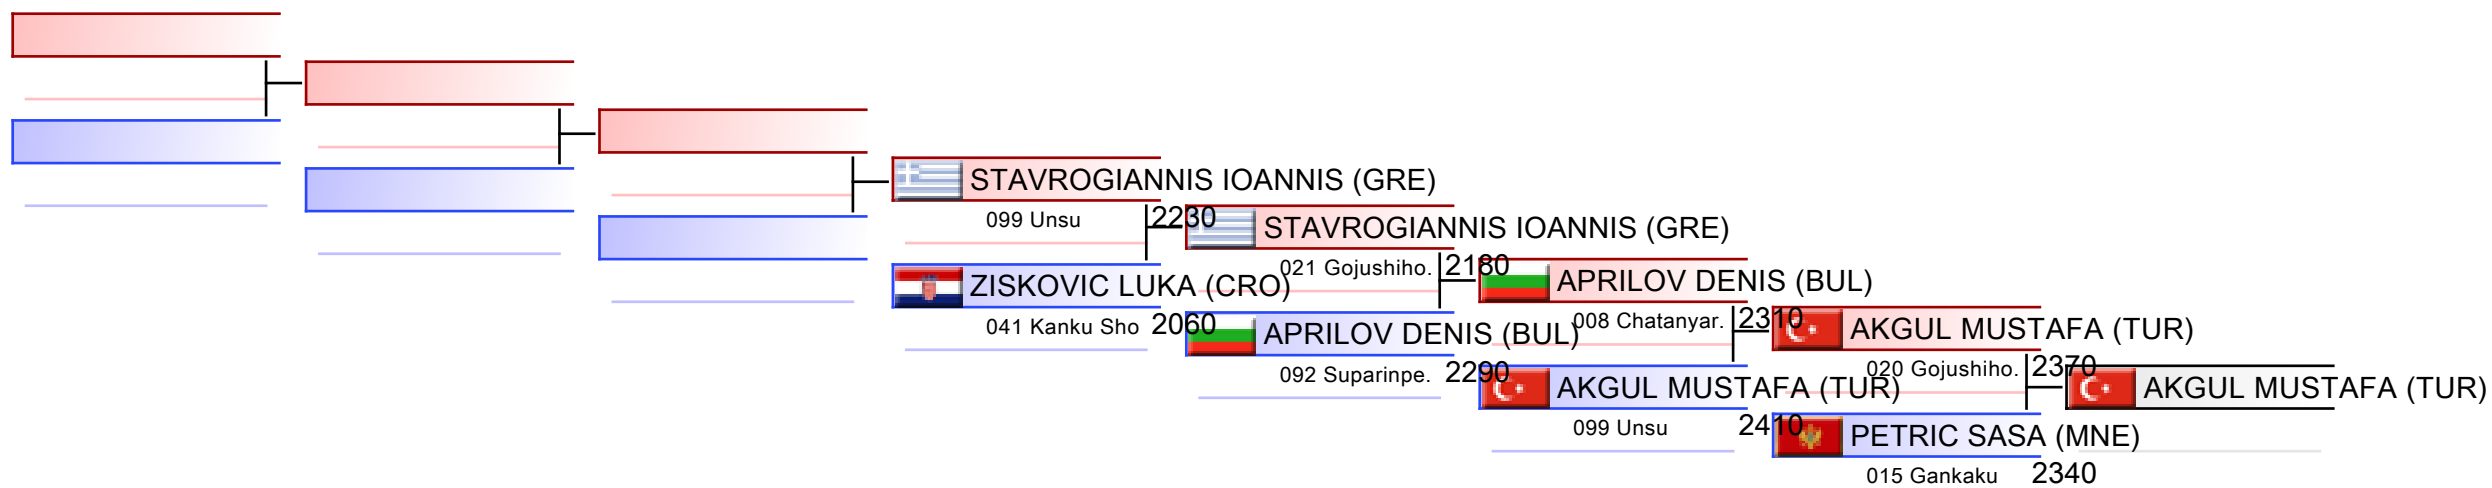 STAVROGIANNIS IOANNIS (GRE)
099 Unsu 2230
ZISKOVIC LUKA (CRO)
041 Kanku Sho 2060
STAVROGIANNIS IOANNIS (GRE)
021 Gojushiho. 2180
APRILOV DENIS (BUL)
092 Suparinpe. 2290
APRILOV DENIS (BUL)
008 Chatanyar. 2310
AKGUL MUSTAFA (TUR)
099 Unsu 2410
AKGUL MUSTAFA (TUR)
020 Gojushiho. 2370
PETRIC SASA (MNE)
015 Gankaku 2340
AKGUL MUSTAFA (TUR)